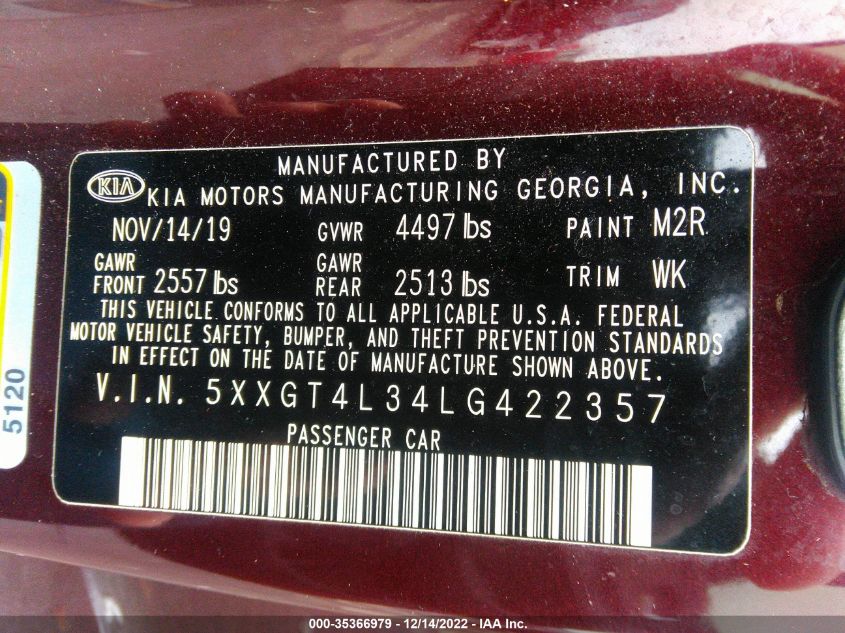 MANUFACTURED BY
KIA KIA MOTORS MANUFACTURING GEORGIA, INC.
NOV/14/19 GVWR 4497 lbs PAINT M2R
GAWR FRONT 2557 lbs GAWR REAR 2513 lbs TRIM WK
THIS VEHICLE CONFORMS TO ALL APPLICABLE U.S.A. FEDERAL
MOTOR VEHICLE SAFETY, BUMPER, AND THEFT PREVENTION STANDARDS
IN EFFECT ON THE DATE OF MANUFACTURE SHOWN ABOVE.
V.I.N. 5XXGT4L34LG422357
PASSENGER CAR
5120
000-35366979 - 12/14/2022 - IAA Inc.